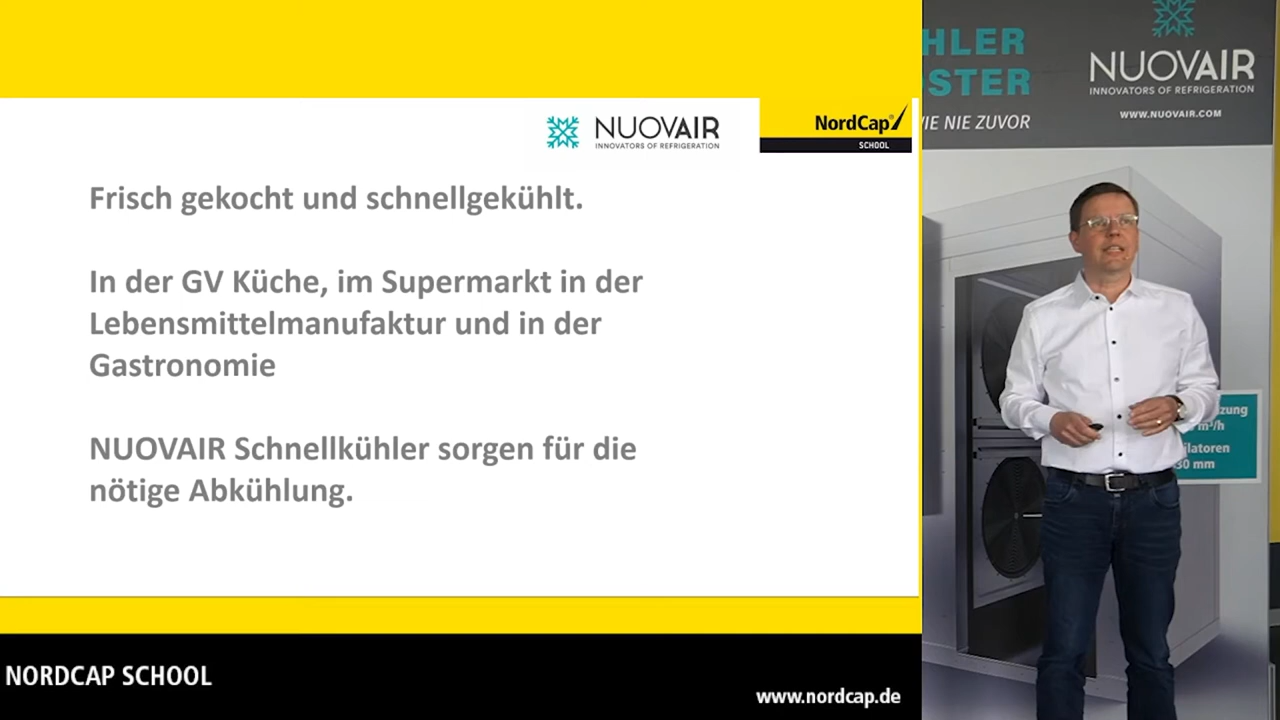 NUOVAIR
INNOVATORS OF REFRIGERATION
NordCap®
SCHOOL
Frisch gekocht und schnellgekühlt.
In der GV Küche, im Supermarkt in der
Lebensmittelmanufaktur und in der
Gastronomie
NUOVAIR Schnellkühler sorgen für die
nötige Abkühlung.
NORDCAP SCHOOL
www.nordcap.de
HLER
OSTER
IE NIE ZUVOR
NUOVAIR
INNOVATORS OF REFRIGERATION
WWW.NUOVAIR.COM
zung
m³/h
ilatoren
30 mm